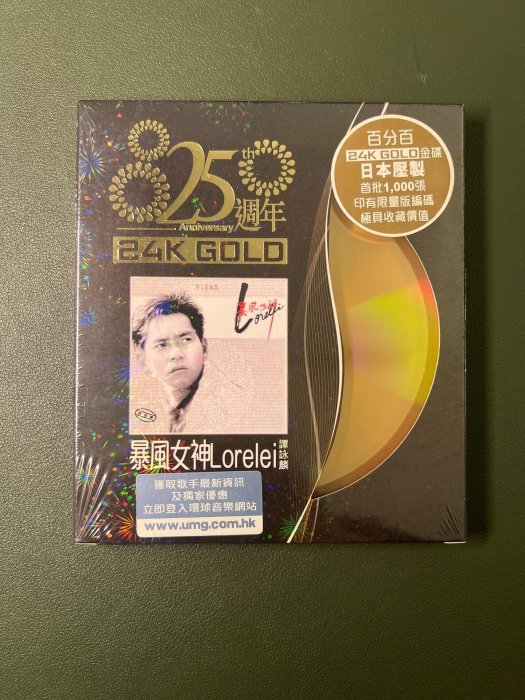 25th週年
Anniversary
24K GOLD
百分百
24K GOLD金碟
日本壓製
首批1,000張
印有限量版編碼
極具收藏價值
VISAS
暴風女神
Lorelei
暴風女神Lorelei
譚詠麟
獲取歌手最新資訊
及獨家優惠
立即登入環球音樂網站
www.umg.com.hk